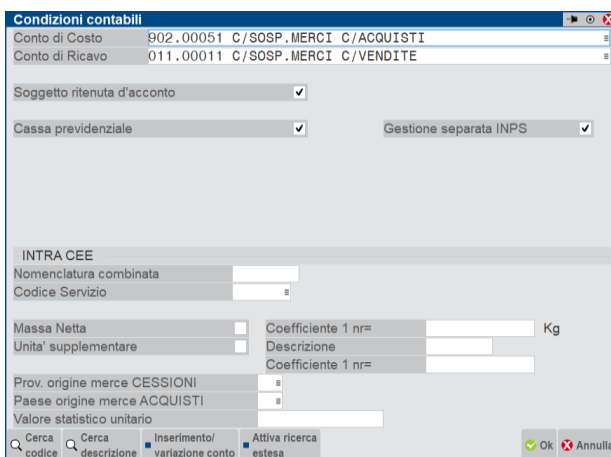 Condizioni contabili
Conto di Costo 902.00051 C/SOSP.MERCI C/ACQUISTI
Conto di Ricavo 011.00011 C/SOSP.MERCI C/VENDITE
Soggetto ritenuta d'acconto
Cassa previdenziale Gestione separata INPS
INTRA CEE
Nomenclatura combinata
Codice Servizio
Massa Netta Coefficiente 1 nr= Kg
Unita' supplementare Descrizione
Coefficiente 1 nr=
Prov. origine merce CESSIONI
Paese origine merce ACQUISTI
Valore statistico unitario
Cerca codice Cerca descrizione Inserimento/ variazione conto Attiva ricerca estesa Ok Annulla